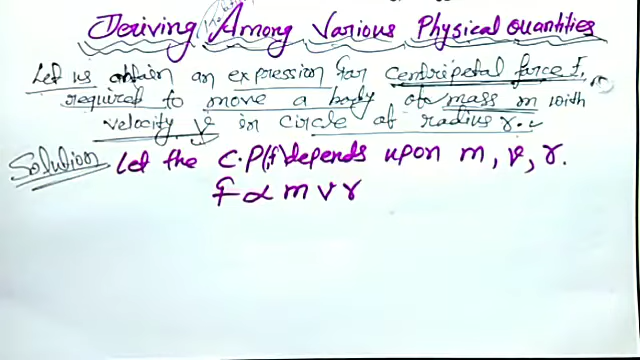 Deriving Among Various Physical Quantities
Let us obtain an expression for centripetal force F,
required to move a body of mass m with
velocity v in circle of radius r.
Solution Let the C.P(f) depends upon m, v, r.
F ∝ m v r